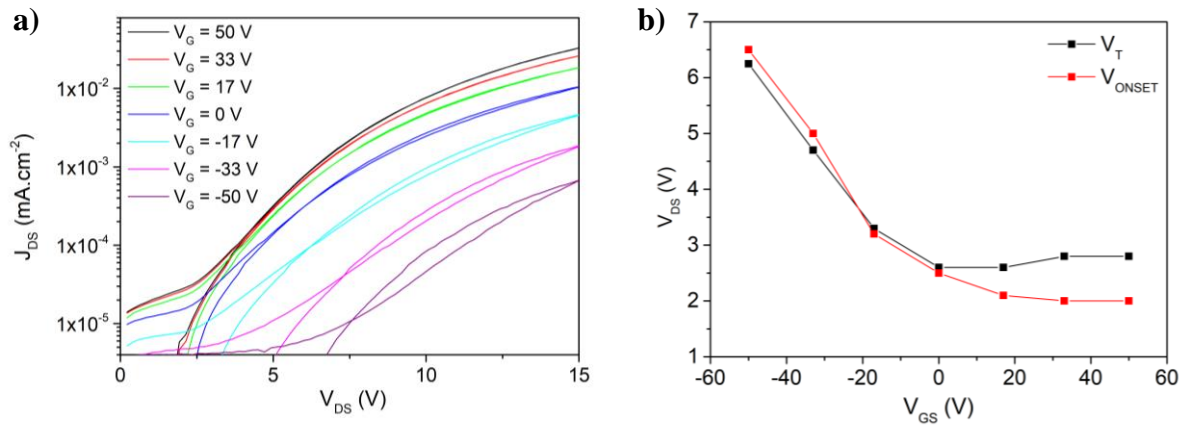 a)
V_G = 50 V
V_G = 33 V
V_G = 17 V
V_G = 0 V
V_G = -17 V
V_G = -33 V
V_G = -50 V
1x10⁻²
1x10⁻³
1x10⁻⁴
1x10⁻⁵
J_DS (mA.cm⁻²)
0 5 10 15
V_DS (V)
b)
V_T
V_ONSET
7
6
5
4
3
2
1
V_DS (V)
-60 -40 -20 0 20 40 60
V_GS (V)